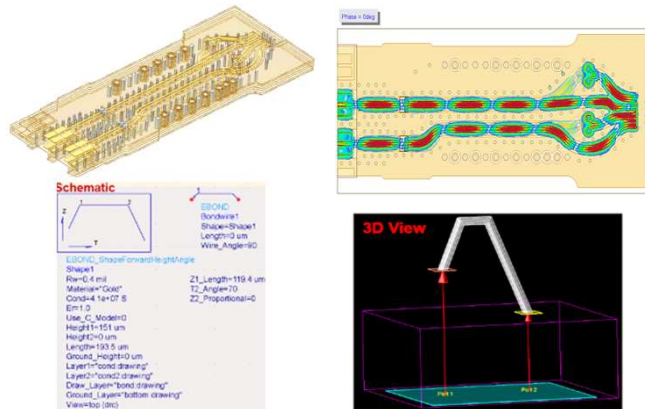 Phase = 0deg
Schematic
Z
1
2
T
1
EBOND
Bondwire1
Shape=Shape1
Length=0 um
Wire_Angle=90
EBOND_ShapeForwardHeightAngle
Shape1
Rw=0.4 mil
Material="Gold"
Cond=4.1e+07 S
Er=1.0
Use_C_Model=0
Height1=151 um
Height2=0 um
Length=193.5 um
Ground_Height=0 um
Layer1="cond:drawing"
Layer2="cond2:drawing"
Draw_Layer="bond:drawing"
Ground_Layer="bottom:drawing"
View=top (drc)
Z1_Length=119.4 um
T2_Angle=70
Z2_Proportional=0
3D View
Port 1
Port 2